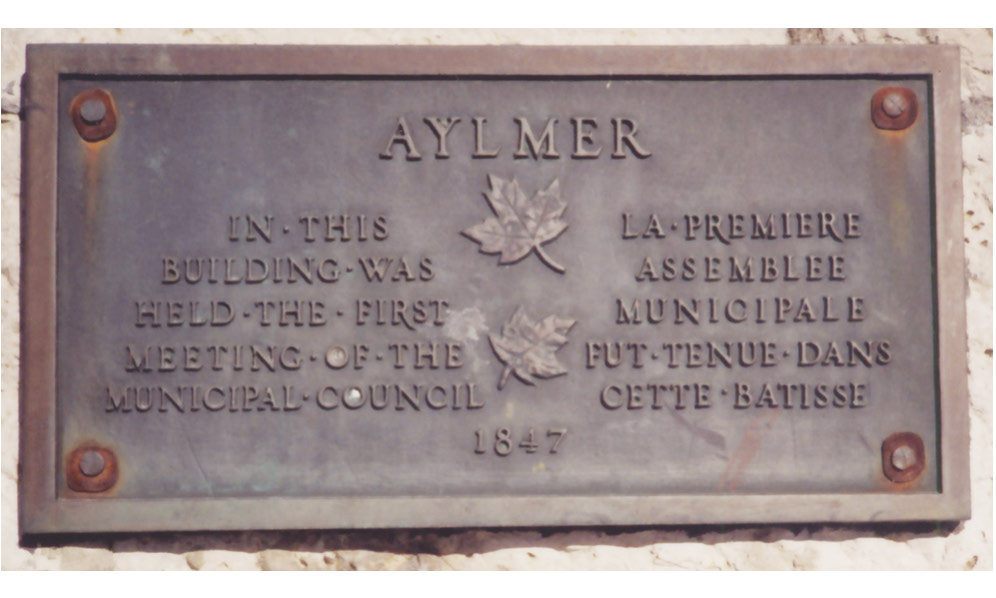 AYLMER
IN·THIS
BUILDING·WAS
HELD·THE·FIRST
MEETING·OF·THE
MUNICIPAL·COUNCIL
LA·PREMIERE
ASSEMBLEE
MUNICIPALE
FUT·TENUE·DANS
CETTE·BATISSE
1847